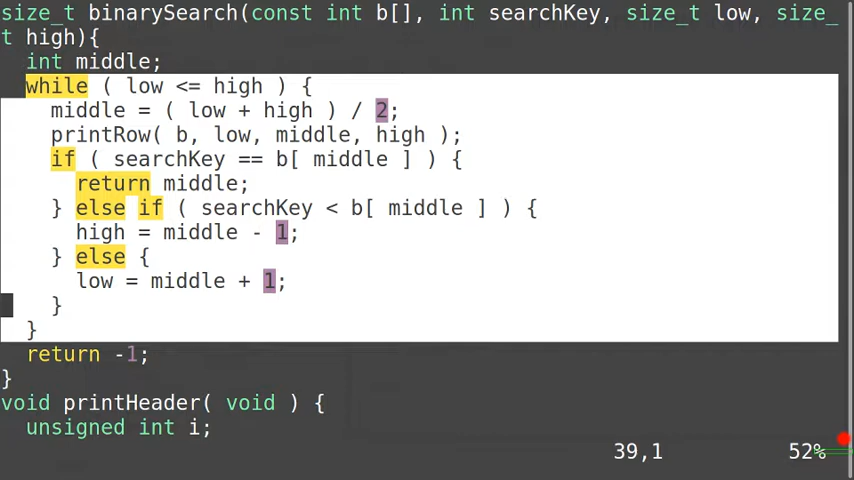 size_t binarySearch(const int b[], int searchKey, size_t low, size_
t high){
  int middle;
  while ( low <= high ) {
    middle = ( low + high ) / 2;
    printRow( b, low, middle, high );
    if ( searchKey == b[ middle ] ) {
      return middle;
    } else if ( searchKey < b[ middle ] ) {
      high = middle - 1;
    } else {
      low = middle + 1;
    }
  }
  return -1;
}
void printHeader( void ) {
  unsigned int i;
39,1 52%